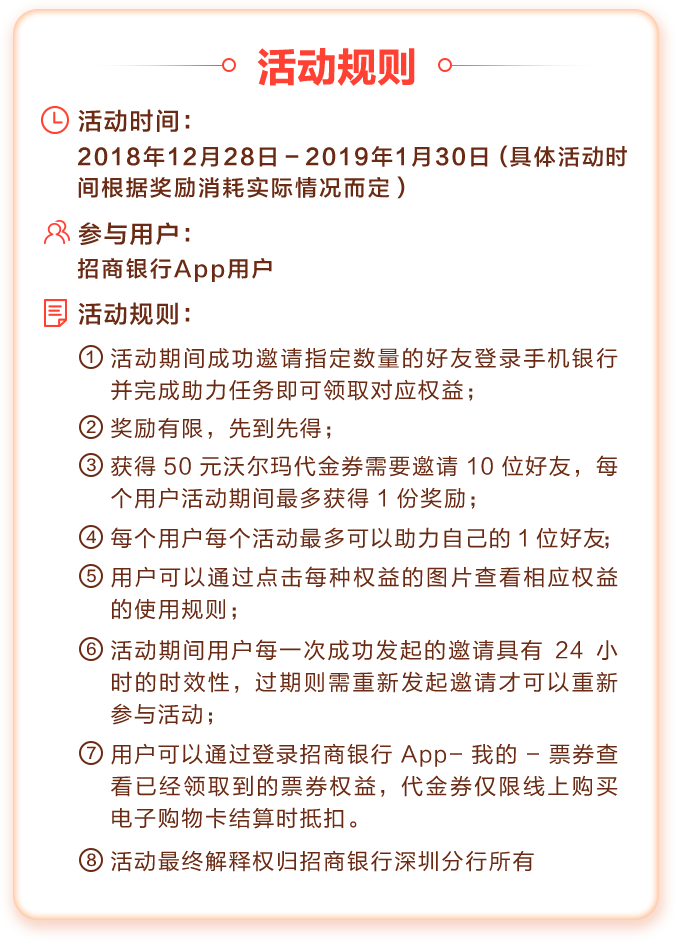 活动规则
活动时间：
2018年12月28日－2019年1月30日（具体活动时
间根据奖励消耗实际情况而定）
参与用户：
招商银行App用户
活动规则：
① 活动期间成功邀请指定数量的好友登录手机银行
并完成助力任务即可领取对应权益；
② 奖励有限，先到先得；
③ 获得 50 元沃尔玛代金券需要邀请 10 位好友，每
个用户活动期间最多获得 1 份奖励；
④ 每个用户每个活动最多可以助力自己的 1 位好友；
⑤ 用户可以通过点击每种权益的图片查看相应权益
的使用规则；
⑥ 活动期间用户每一次成功发起的邀请具有 24 小
时的时效性，过期则需重新发起邀请才可以重新
参与活动；
⑦ 用户可以通过登录招商银行 App– 我的 – 票券查
看已经领取到的票券权益，代金券仅限线上购买
电子购物卡结算时抵扣。
⑧ 活动最终解释权归招商银行深圳分行所有